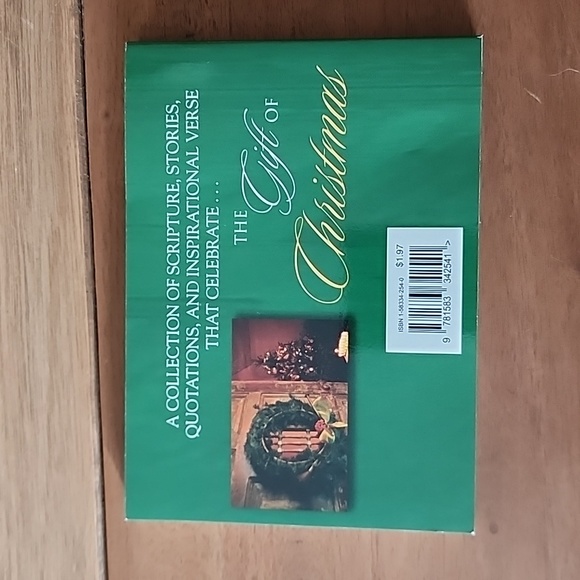 A COLLECTION OF SCRIPTURE, STORIES,
QUOTATIONS, AND INSPIRATIONAL VERSE
THAT CELEBRATE . . .
THE Gift OF
Christmas
ISBN 1-58334-254-0 $1.97
9 781583 342541 >